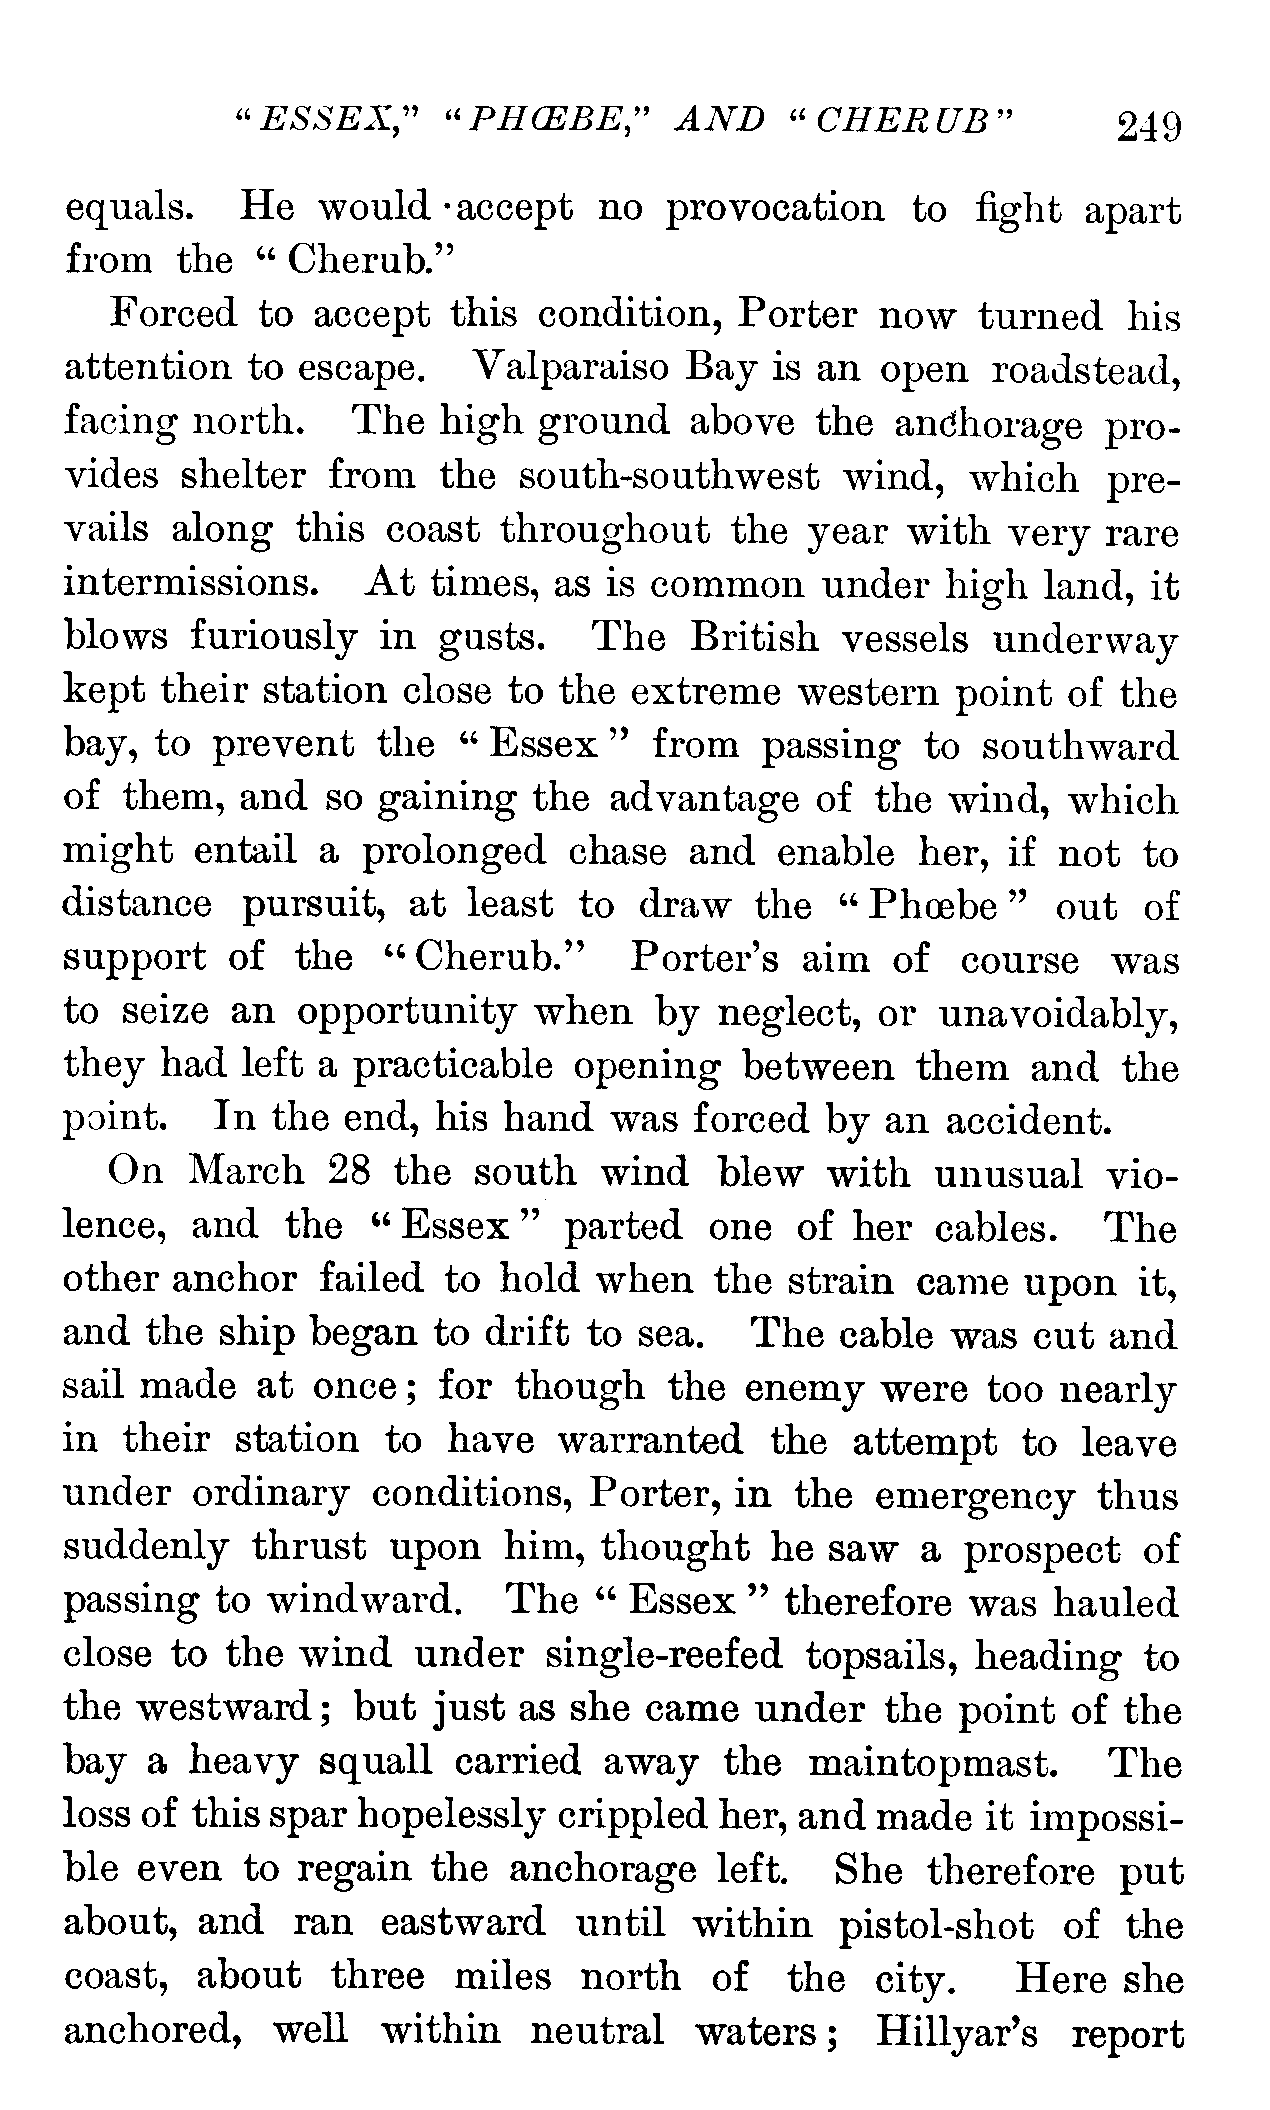 "ESSEX," "PHŒBE," AND "CHERUB" 249
equals. He would accept no provocation to fight apart
from the "Cherub."
Forced to accept this condition, Porter now turned his
attention to escape. Valparaiso Bay is an open roadstead,
facing north. The high ground above the anchorage pro-
vides shelter from the south-southwest wind, which pre-
vails along this coast throughout the year with very rare
intermissions. At times, as is common under high land, it
blows furiously in gusts. The British vessels underway
kept their station close to the extreme western point of the
bay, to prevent the "Essex" from passing to southward
of them, and so gaining the advantage of the wind, which
might entail a prolonged chase and enable her, if not to
distance pursuit, at least to draw the "Phœbe" out of
support of the "Cherub." Porter's aim of course was
to seize an opportunity when by neglect, or unavoidably,
they had left a practicable opening between them and the
point. In the end, his hand was forced by an accident.
On March 28 the south wind blew with unusual vio-
lence, and the "Essex" parted one of her cables. The
other anchor failed to hold when the strain came upon it,
and the ship began to drift to sea. The cable was cut and
sail made at once; for though the enemy were too nearly
in their station to have warranted the attempt to leave
under ordinary conditions, Porter, in the emergency thus
suddenly thrust upon him, thought he saw a prospect of
passing to windward. The "Essex" therefore was hauled
close to the wind under single-reefed topsails, heading to
the westward; but just as she came under the point of the
bay a heavy squall carried away the maintopmast. The
loss of this spar hopelessly crippled her, and made it impossi-
ble even to regain the anchorage left. She therefore put
about, and ran eastward until within pistol-shot of the
coast, about three miles north of the city. Here she
anchored, well within neutral waters; Hillyar's report